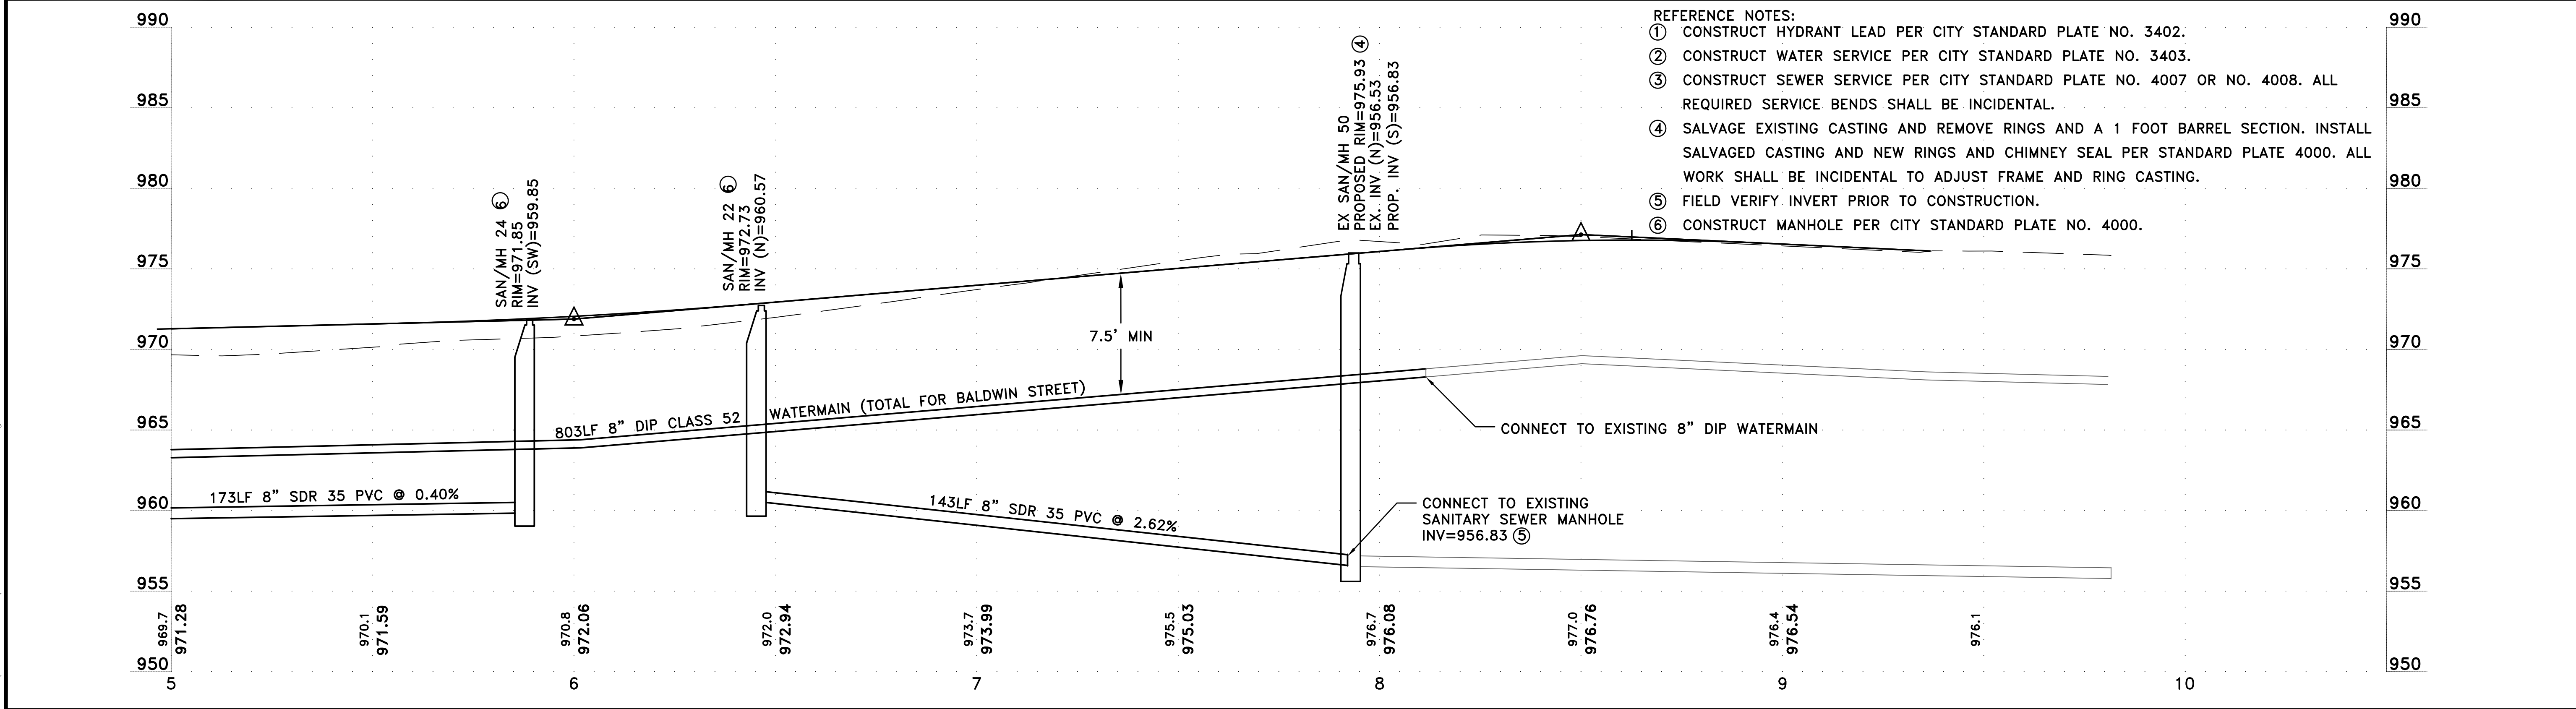 REFERENCE NOTES:
① CONSTRUCT HYDRANT LEAD PER CITY STANDARD PLATE NO. 3402.
② CONSTRUCT WATER SERVICE PER CITY STANDARD PLATE NO. 3403.
③ CONSTRUCT SEWER SERVICE PER CITY STANDARD PLATE NO. 4007 OR NO. 4008. ALL
REQUIRED SERVICE BENDS SHALL BE INCIDENTAL.
④ SALVAGE EXISTING CASTING AND REMOVE RINGS AND A 1 FOOT BARREL SECTION. INSTALL
SALVAGED CASTING AND NEW RINGS AND CHIMNEY SEAL PER STANDARD PLATE 4000. ALL
WORK SHALL BE INCIDENTAL TO ADJUST FRAME AND RING CASTING.
⑤ FIELD VERIFY INVERT PRIOR TO CONSTRUCTION.
⑥ CONSTRUCT MANHOLE PER CITY STANDARD PLATE NO. 4000.
990
985
980
975
970
965
960
955
950
990
985
980
975
970
965
960
955
950
SAN/MH 24 ⑥
RIM=971.85
INV (SW)=959.85
SAN/MH 22 ⑥
RIM=972.73
INV (N)=960.57
EX SAN/MH 50
PROPOSED RIM=975.93 ④
EX. INV (N)=956.53
PROP. INV (S)=956.83
7.5' MIN
803LF 8" DIP CLASS 52 WATERMAIN (TOTAL FOR BALDWIN STREET)
CONNECT TO EXISTING 8" DIP WATERMAIN
173LF 8" SDR 35 PVC @ 0.40%
143LF 8" SDR 35 PVC @ 2.62%
CONNECT TO EXISTING
SANITARY SEWER MANHOLE
INV=956.83 ⑤
969.7
971.28
970.1
971.59
970.8
972.06
972.0
972.94
973.7
973.99
975.5
975.03
976.7
976.08
977.0
976.76
976.4
976.54
976.1
5
6
7
8
9
10